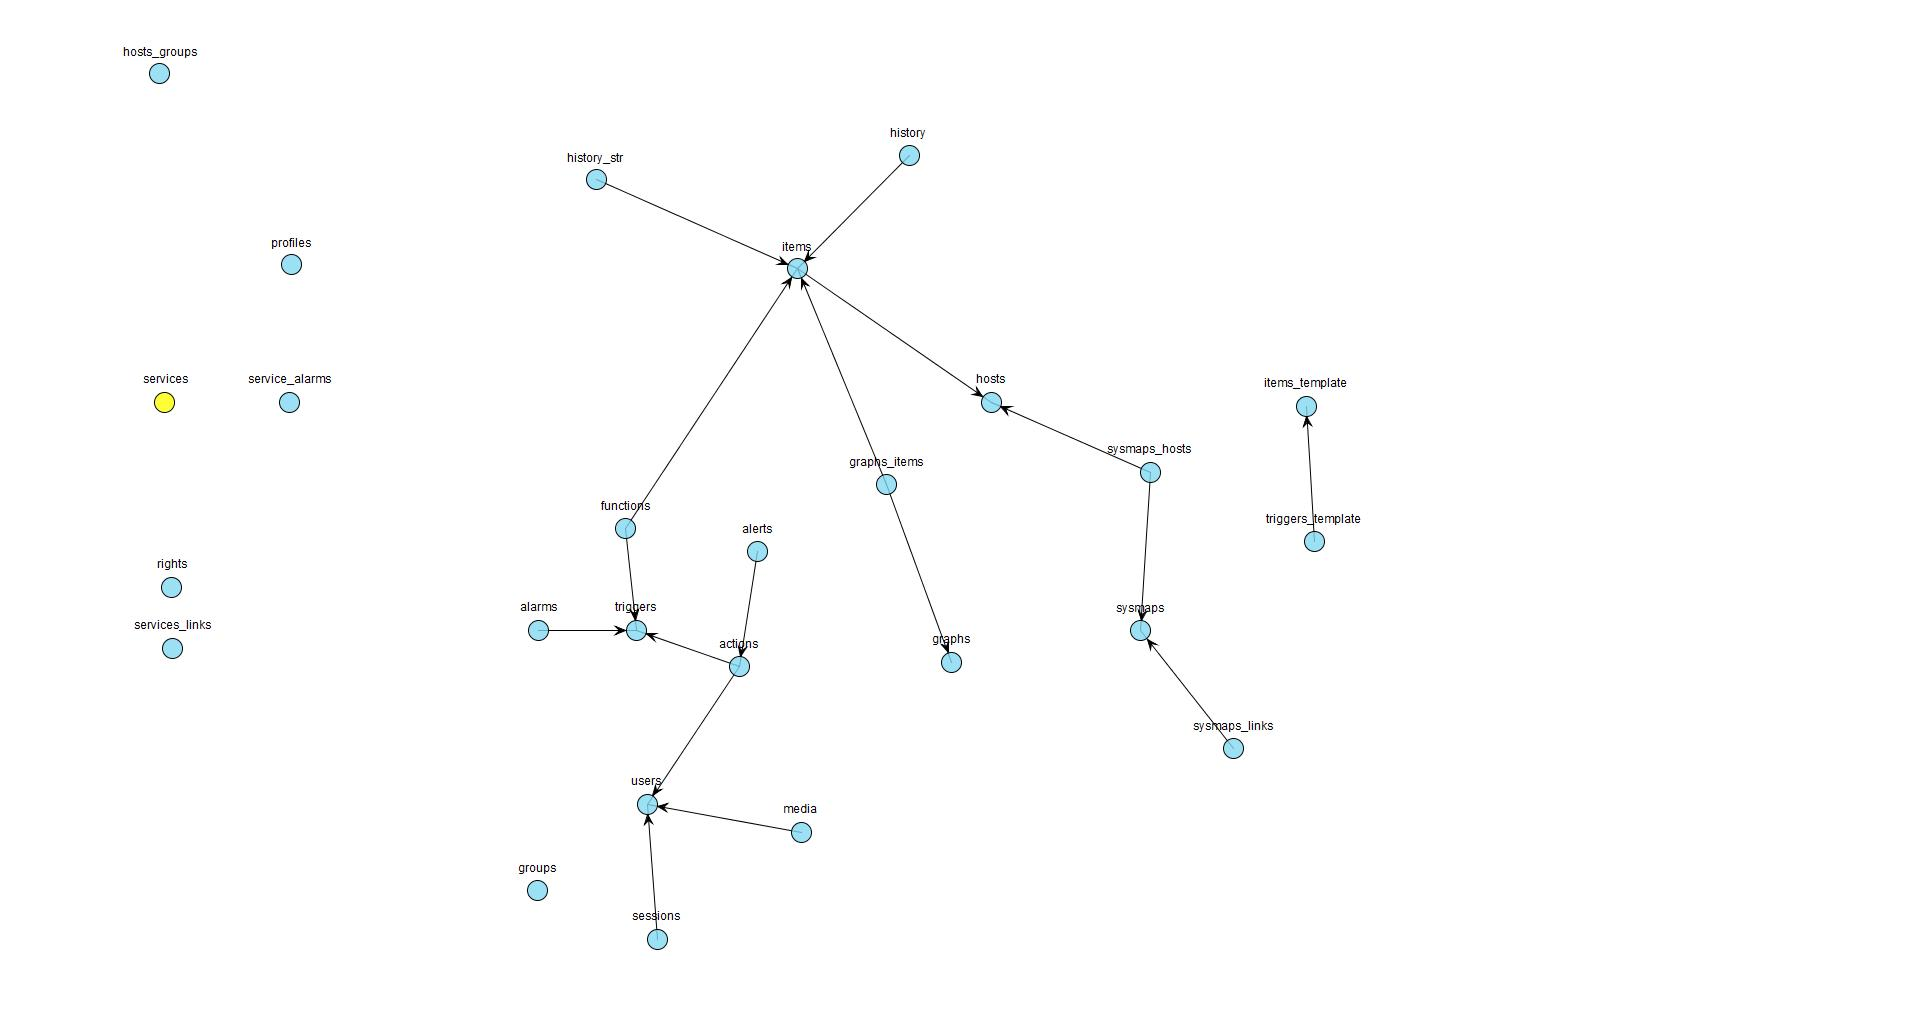 hosts_groups
history
history_str
profiles
items
services
service_alarms
hosts
items_template
sysmaps_hosts
graphs_items
functions
triggers_template
alerts
rights
alarms
triggers
sysmaps
services_links
graphs
actions
sysmaps_links
users
media
groups
sessions